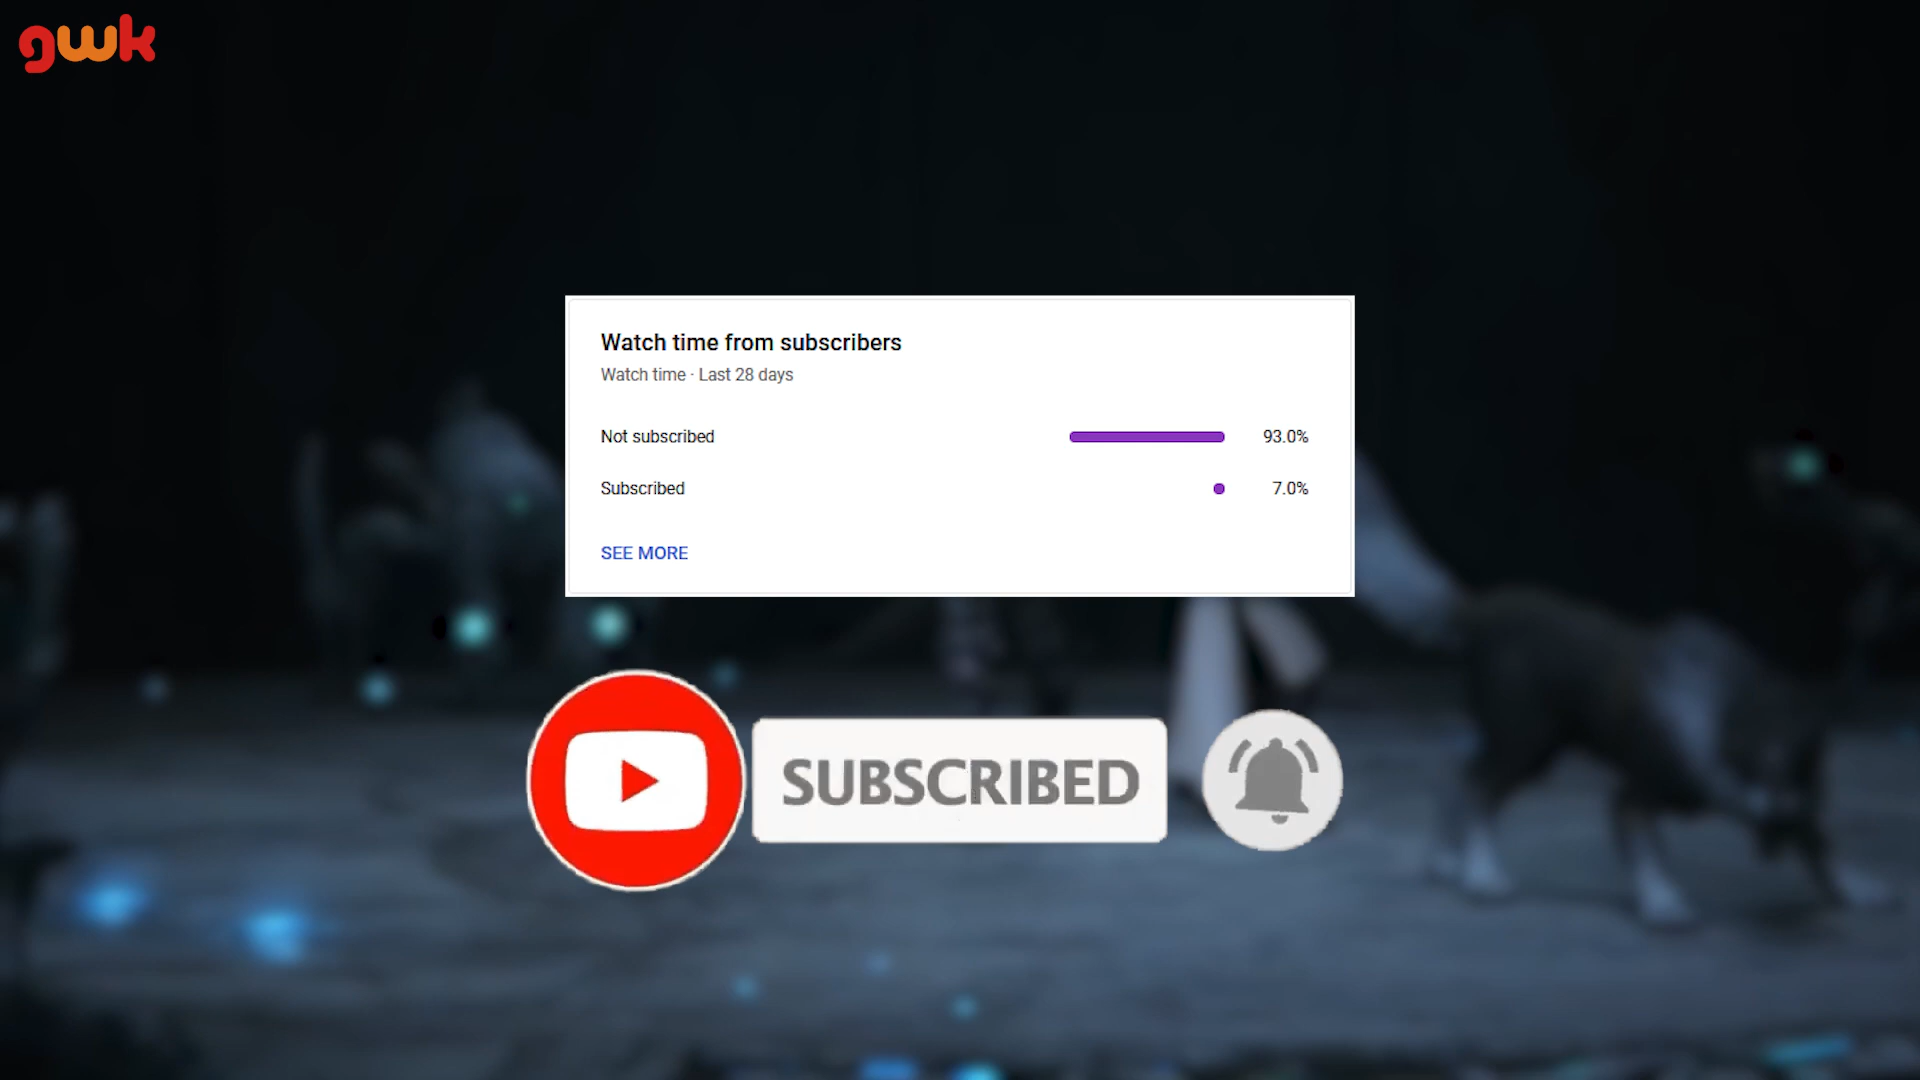 gwk
Watch time from subscribers
Watch time · Last 28 days
Not subscribed 93.0%
Subscribed 7.0%
SEE MORE
SUBSCRIBED